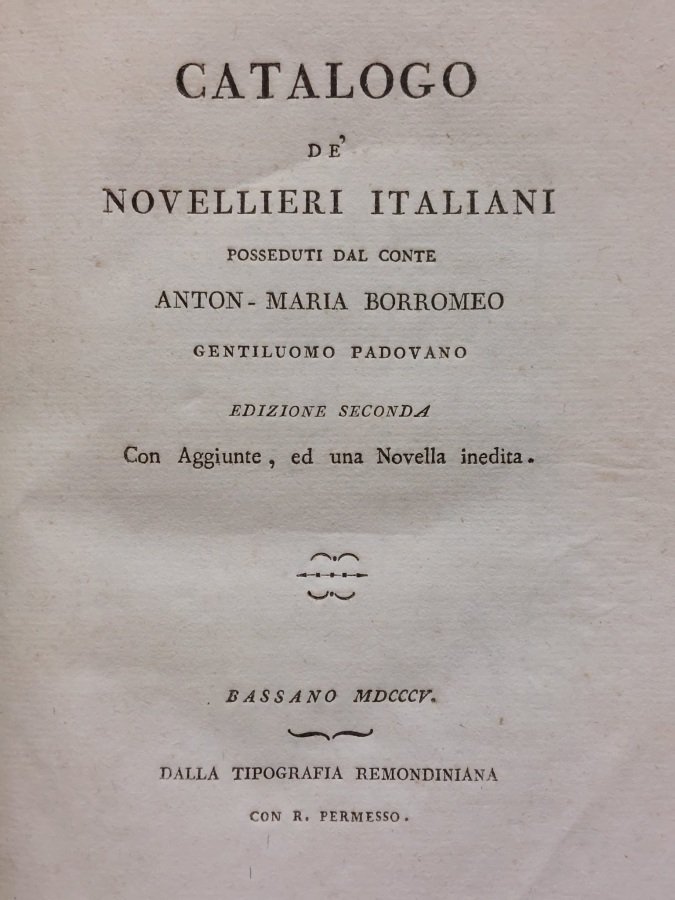 CATALOGO
DE'
NOVELLIERI ITALIANI
POSSEDUTI DAL CONTE
ANTON - MARIA BORROMEO
GENTILUOMO PADOVANO
EDIZIONE SECONDA
Con Aggiunte, ed una Novella inedita.
BASSANO MDCCCV.
DALLA TIPOGRAFIA REMONDINIANA
CON R. PERMESSO.